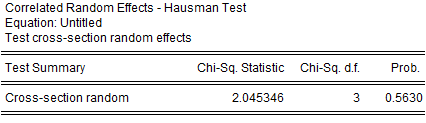 Correlated Random Effects - Hausman Test
Equation: Untitled
Test cross-section random effects
Test Summary Chi-Sq. Statistic Chi-Sq. d.f. Prob.
Cross-section random 2.045346 3 0.5630